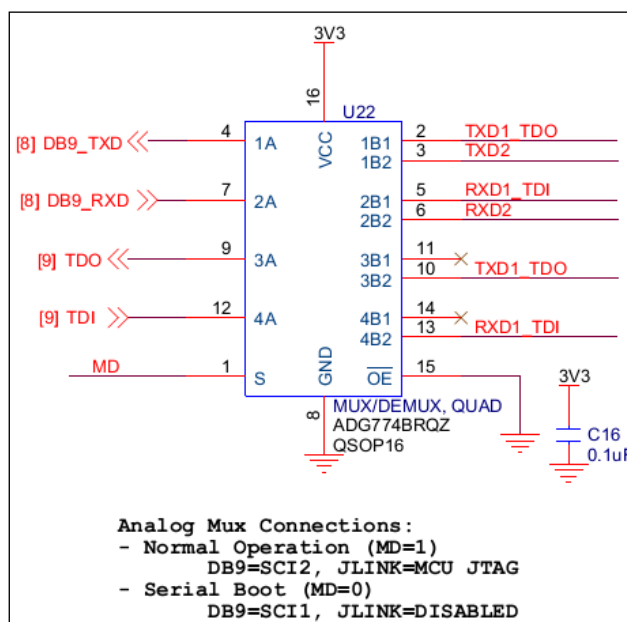 3V3
16
U22
[8] DB9_TXD 4 1A VCC 1B1 2 TXD1_TDO
1B2 3 TXD2
[8] DB9_RXD 7 2A 2B1 5 RXD1_TDI
2B2 6 RXD2
[9] TDO 9 3A 3B1 11
3B2 10 TXD1_TDO
[9] TDI 12 4A 4B1 14
4B2 13 RXD1_TDI
MD 1 S GND OE 15
8
MUX/DEMUX, QUAD
ADG774BRQZ
QSOP16
3V3
C16
0.1uF
Analog Mux Connections:
- Normal Operation (MD=1)
DB9=SCI2, JLINK=MCU JTAG
- Serial Boot (MD=0)
DB9=SCI1, JLINK=DISABLED